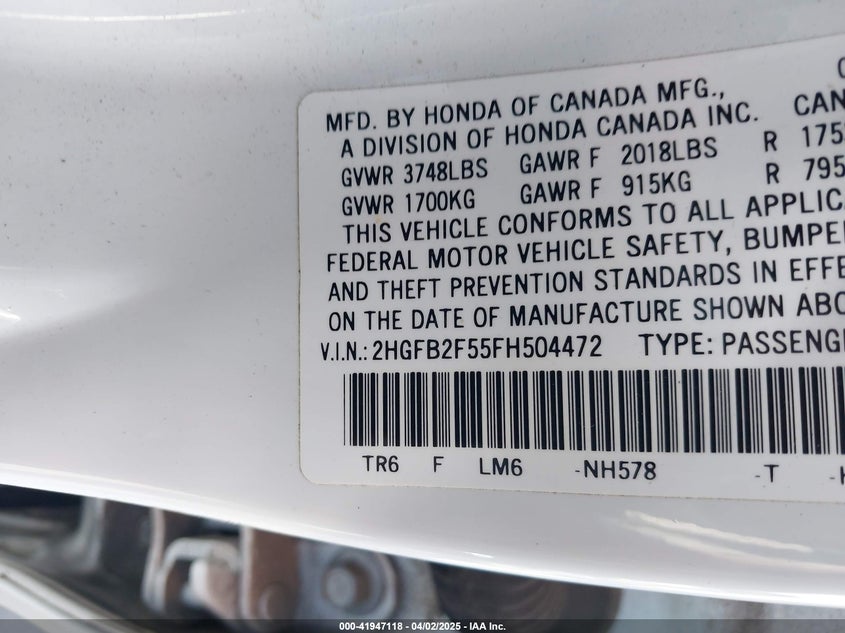 MFD. BY HONDA OF CANADA MFG.,
A DIVISION OF HONDA CANADA INC.
GVWR 3748LBS GAWR F 2018LBS R
GVWR 1700KG GAWR F 915KG R 795
THIS VEHICLE CONFORMS TO ALL
FEDERAL MOTOR VEHICLE SAFETY,
AND THEFT PREVENTION STANDARDS IN
ON THE DATE OF MANUFACTURE SHOWN
V.I.N.: 2HGFB2F55FH504472 TYPE:
TR6 F LM6 -NH578 -T
000-41947118 - 04/02/2025 - IAA Inc.